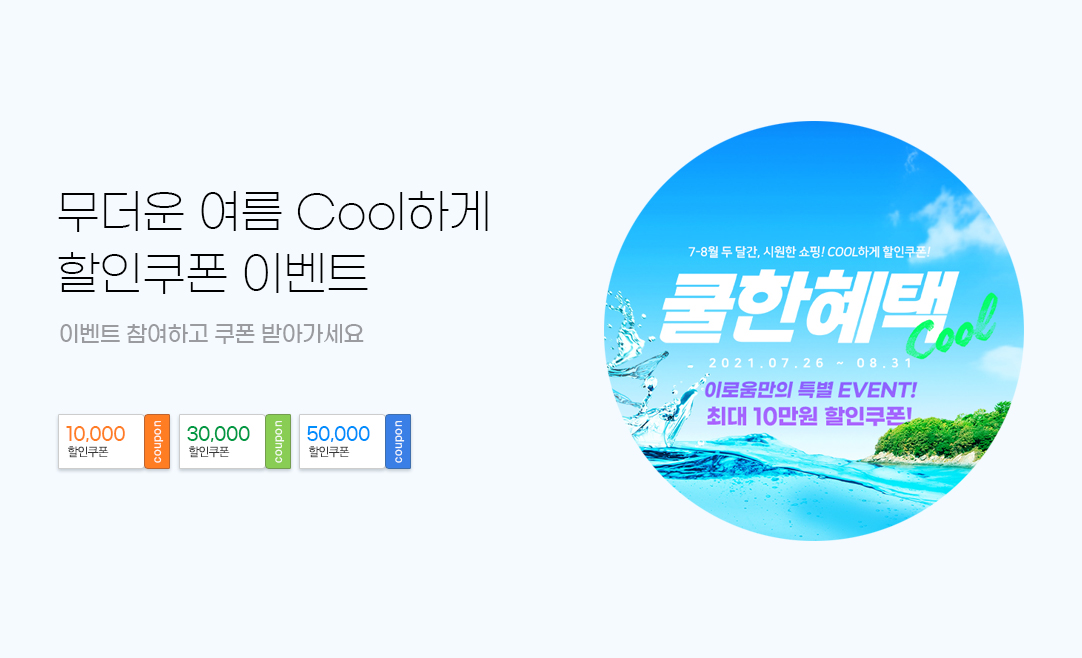 무더운 여름 Cool하게
할인쿠폰 이벤트
이벤트 참여하고 쿠폰 받아가세요
10,000
할인쿠폰
coupon
30,000
할인쿠폰
coupon
50,000
할인쿠폰
coupon
7-8월 두 달간, 시원한 쇼핑! COOL하게 할인쿠폰!
쿨한혜택
Cool
2021.07.26 ~ 08.31
이로움만의 특별 EVENT!
최대 10만원 할인쿠폰!